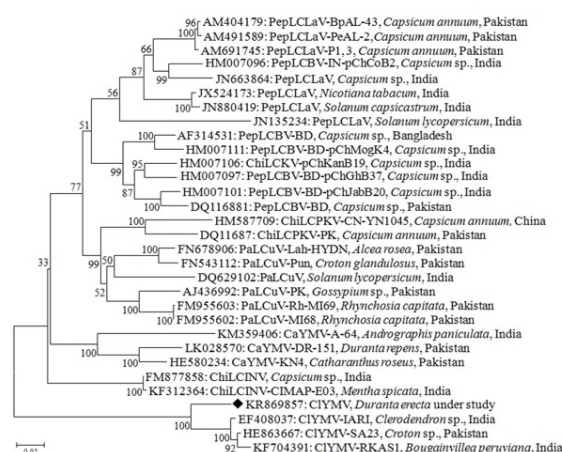 96
AM404179: PepLCLaV-BpAL-43, Capsicum annuum, Pakistan
100
AM491589: PepLCLaV-PeAL-2, Capsicum annuum, Pakistan
66
AM691745: PepLCLaV-P1, 3, Capsicum annuum, Pakistan
100
HM007096: PepLCBV-IN-pChCoB2, Capsicum sp., India
87
99
JN663864: PepLCLaV, Capsicum sp., India
56
JX524173: PepLCLaV, Nicotiana tabacum, India
100
JN880419: PepLCLaV, Solanum capsicastrum, India
JN135234: PepLCLaV, Solanum lycopersicum, India
51
100
AF314531: PepLCBV-BD, Capsicum sp., Bangladesh
HM007111: PepLCBV-BD-pChMogK4, Capsicum sp., India
99
95
HM007106: ChiLCKV-pChKanB19, Capsicum sp., India
HM007097: PepLCBV-BD-pChGhB37, Capsicum sp., India
87
77
HM007101: PepLCBV-BD-pChJabB20, Capsicum sp., India
100
DQ116881: PepLCBV-BD, Capsicum sp., Pakistan
HM587709: ChiLCPKV-CN-YN1045, Capsicum annuum, China
100
DQ11687: ChiLCPKV-PK, Capsicum annuum, Pakistan
99
50
100
FN678906: PaLCuV-Lah-HYDN, Alcea rosea, Pakistan
FN543112: PaLCuV-Pun, Croton glandulosus, Pakistan
33
DQ629102: PaLCuV, Solanum lycopersicum, India
52
AJ436992: PaLCuV-PK, Gossypium sp., Pakistan
FM955603: PaLCuV-Rh-MI69, Rhynchosia capitata, Pakistan
100
FM955602: PaLCuV-MI68, Rhynchosia capitata, Pakistan
KM359406: CaYMV-A-64, Andrographis paniculata, India
100
LK028570: CaYMV-DR-151, Duranta repens, Pakistan
100
HE580234: CaYMV-KN4, Catharanthus roseus, Pakistan
FM877858: ChiLCINV, Capsicum sp., India
100
KF312364: ChiLCINV-CIMAP-E03, Mentha spicata, India
KR869857: ClYMV, Duranta erecta under study
100
EF408037: ClYMV-IARI, Clerodendron sp., India
100
HE863667: ClYMV-SA23, Croton sp., Pakistan
92
KF704391: ClYMV-RKAS1, Bougainvillea peruviana, India
0.02